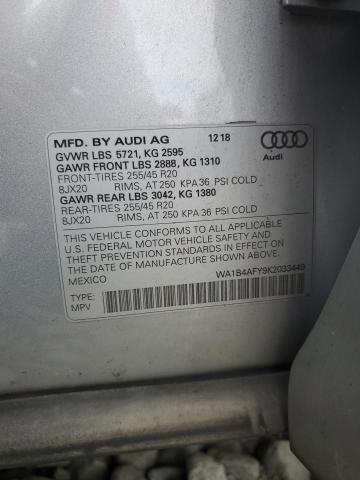 MFD. BY AUDI AG 12 18
GVWR LBS 5721, KG 2595
GAWR FRONT LBS 2888, KG 1310
FRONT-TIRES 255/45 R20
8JX20 RIMS, AT 250 KPA 36 PSI COLD
GAWR REAR LBS 3042, KG 1380
REAR-TIRES 255/45 R20
8JX20 RIMS, AT 250 KPA 36 PSI COLD
Audi
THIS VEHICLE CONFORMS TO ALL APPLICABLE
U.S. FEDERAL MOTOR VEHICLE SAFETY AND
THEFT PREVENTION STANDARDS IN EFFECT ON
THE DATE OF MANUFACTURE SHOWN ABOVE
MEXICO WA1B4AFY9K2033449
TYPE:
MPV